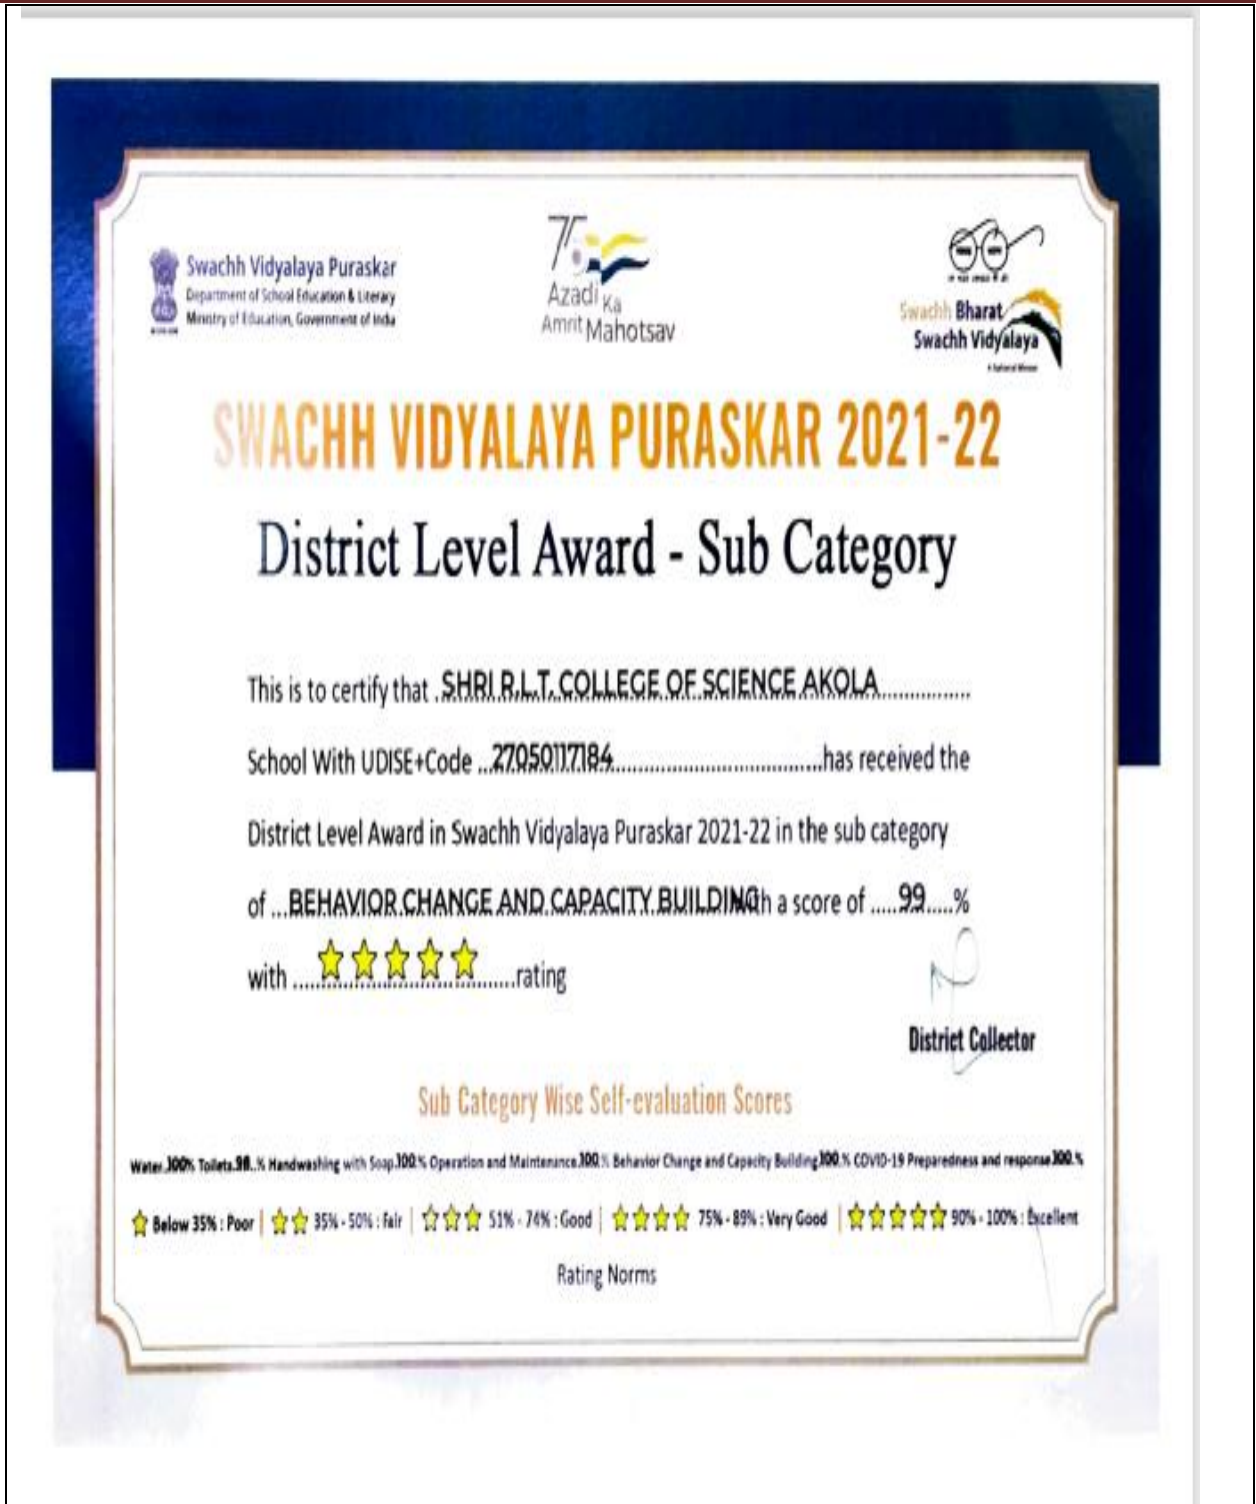 Swachh Vidyalaya Puraskar
Department of School Education & Literary
Ministry of Education, Government of India
75
Azadi Ka
Amrit Mahotsav
Swachh Bharat
Swachh Vidyalaya
SWACHH VIDYALAYA PURASKAR 2021-22
District Level Award - Sub Category
This is to certify that .SHRI R.L.T. COLLEGE OF SCIENCE AKOLA................
School With UDISE+Code ...27050117184..........................................has received the
District Level Award in Swachh Vidyalaya Puraskar 2021-22 in the sub category
of ...BEHAVIOR CHANGE AND CAPACITY BUILDING a score of .....99.....%
with ..........................................rating
District Collector
Sub Category Wise Self-evaluation Scores
Water.100% Toilets. ..% Handwashing with Soap.100.% Operation and Maintenance.100.% Behavior Change and Capacity Building.100.% COVID-19 Preparedness and response.100.%
Below 35% : Poor | 35% - 50% : Fair | 51% - 74% : Good | 75% - 89% : Very Good | 90% - 100% : Excellent
Rating Norms